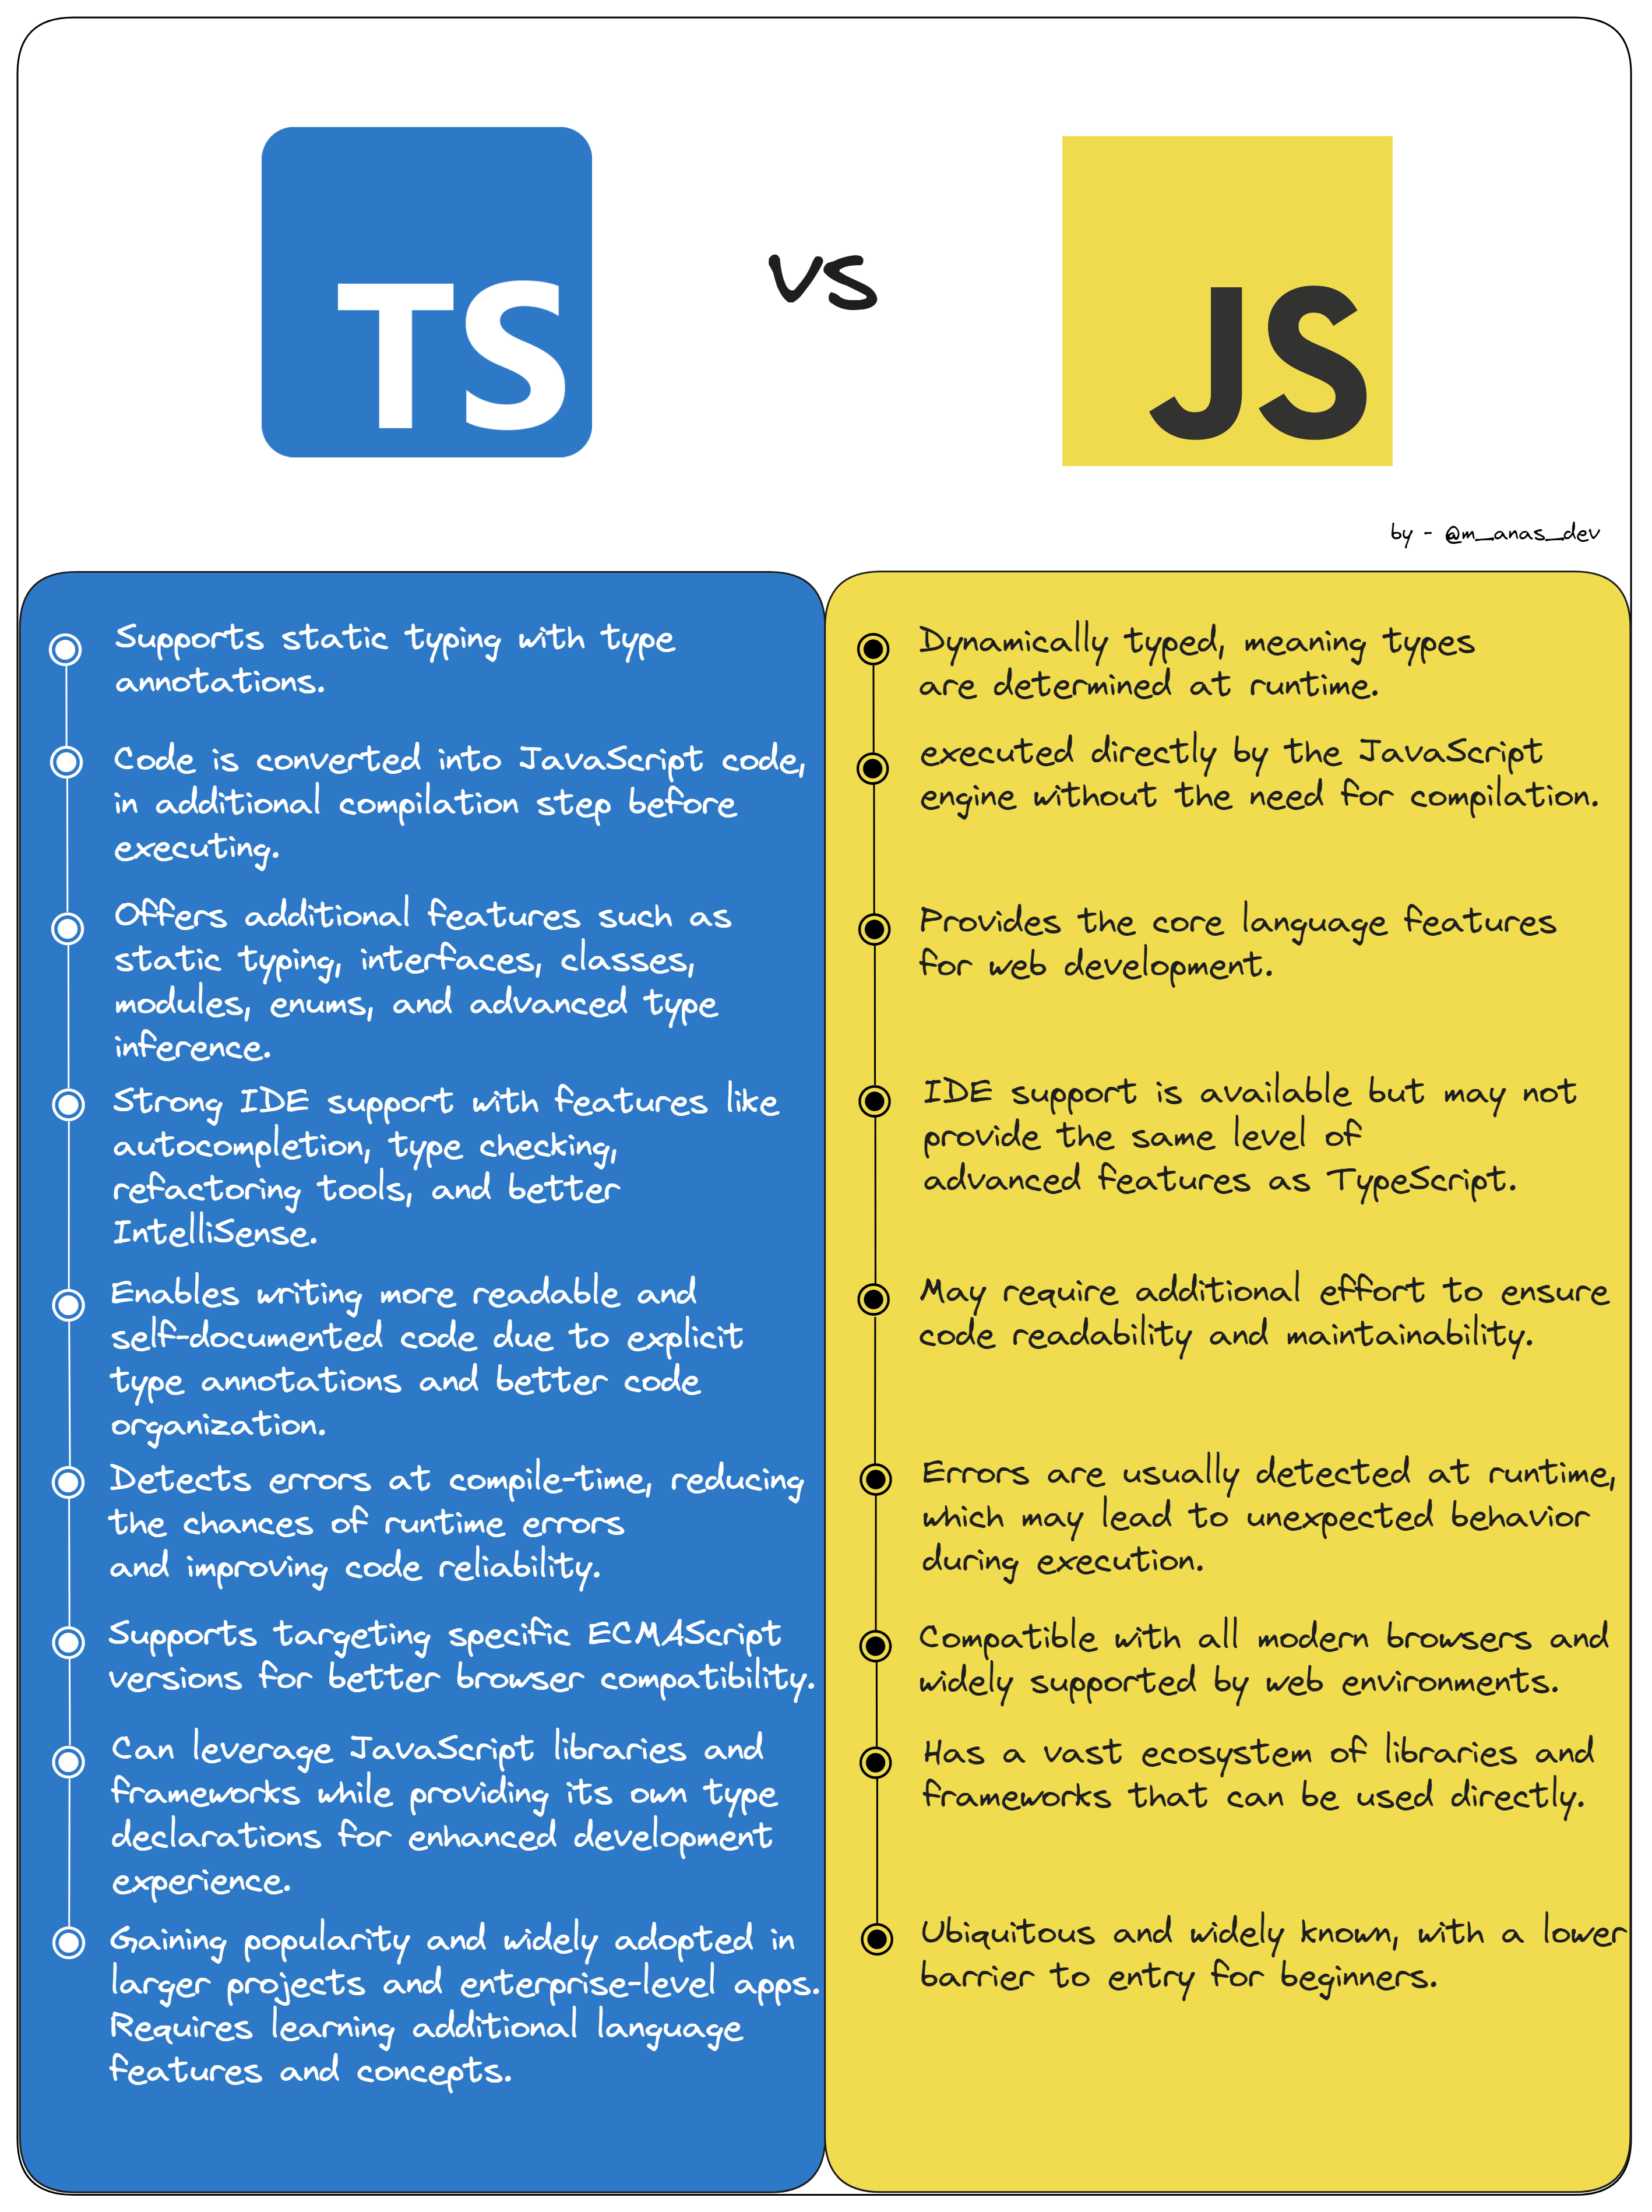 TS
vs
JS
by - @m_anas_dev
Supports static typing with type
annotations.
Code is converted into JavaScript code,
in additional compilation step before
executing.
Offers additional features such as
static typing, interfaces, classes,
modules, enums, and advanced type
inference.
Strong IDE support with features like
autocompletion, type checking,
refactoring tools, and better
IntelliSense.
Enables writing more readable and
self-documented code due to explicit
type annotations and better code
organization.
Detects errors at compile-time, reducing
the chances of runtime errors
and improving code reliability.
Supports targeting specific ECMAScript
versions for better browser compatibility.
Can leverage JavaScript libraries and
frameworks while providing its own type
declarations for enhanced development
experience.
Gaining popularity and widely adopted in
larger projects and enterprise-level apps.
Requires learning additional language
features and concepts.
Dynamically typed, meaning types
are determined at runtime.
executed directly by the JavaScript
engine without the need for compilation.
Provides the core language features
for web development.
IDE support is available but may not
provide the same level of
advanced features as TypeScript.
May require additional effort to ensure
code readability and maintainability.
Errors are usually detected at runtime,
which may lead to unexpected behavior
during execution.
Compatible with all modern browsers and
widely supported by web environments.
Has a vast ecosystem of libraries and
frameworks that can be used directly.
Ubiquitous and widely known, with a lower
barrier to entry for beginners.